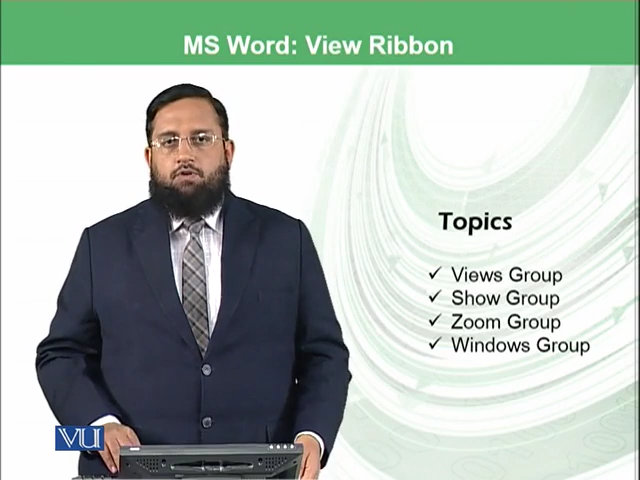 MS Word: View Ribbon
Topics
✓ Views Group
✓ Show Group
✓ Zoom Group
✓ Windows Group
VU